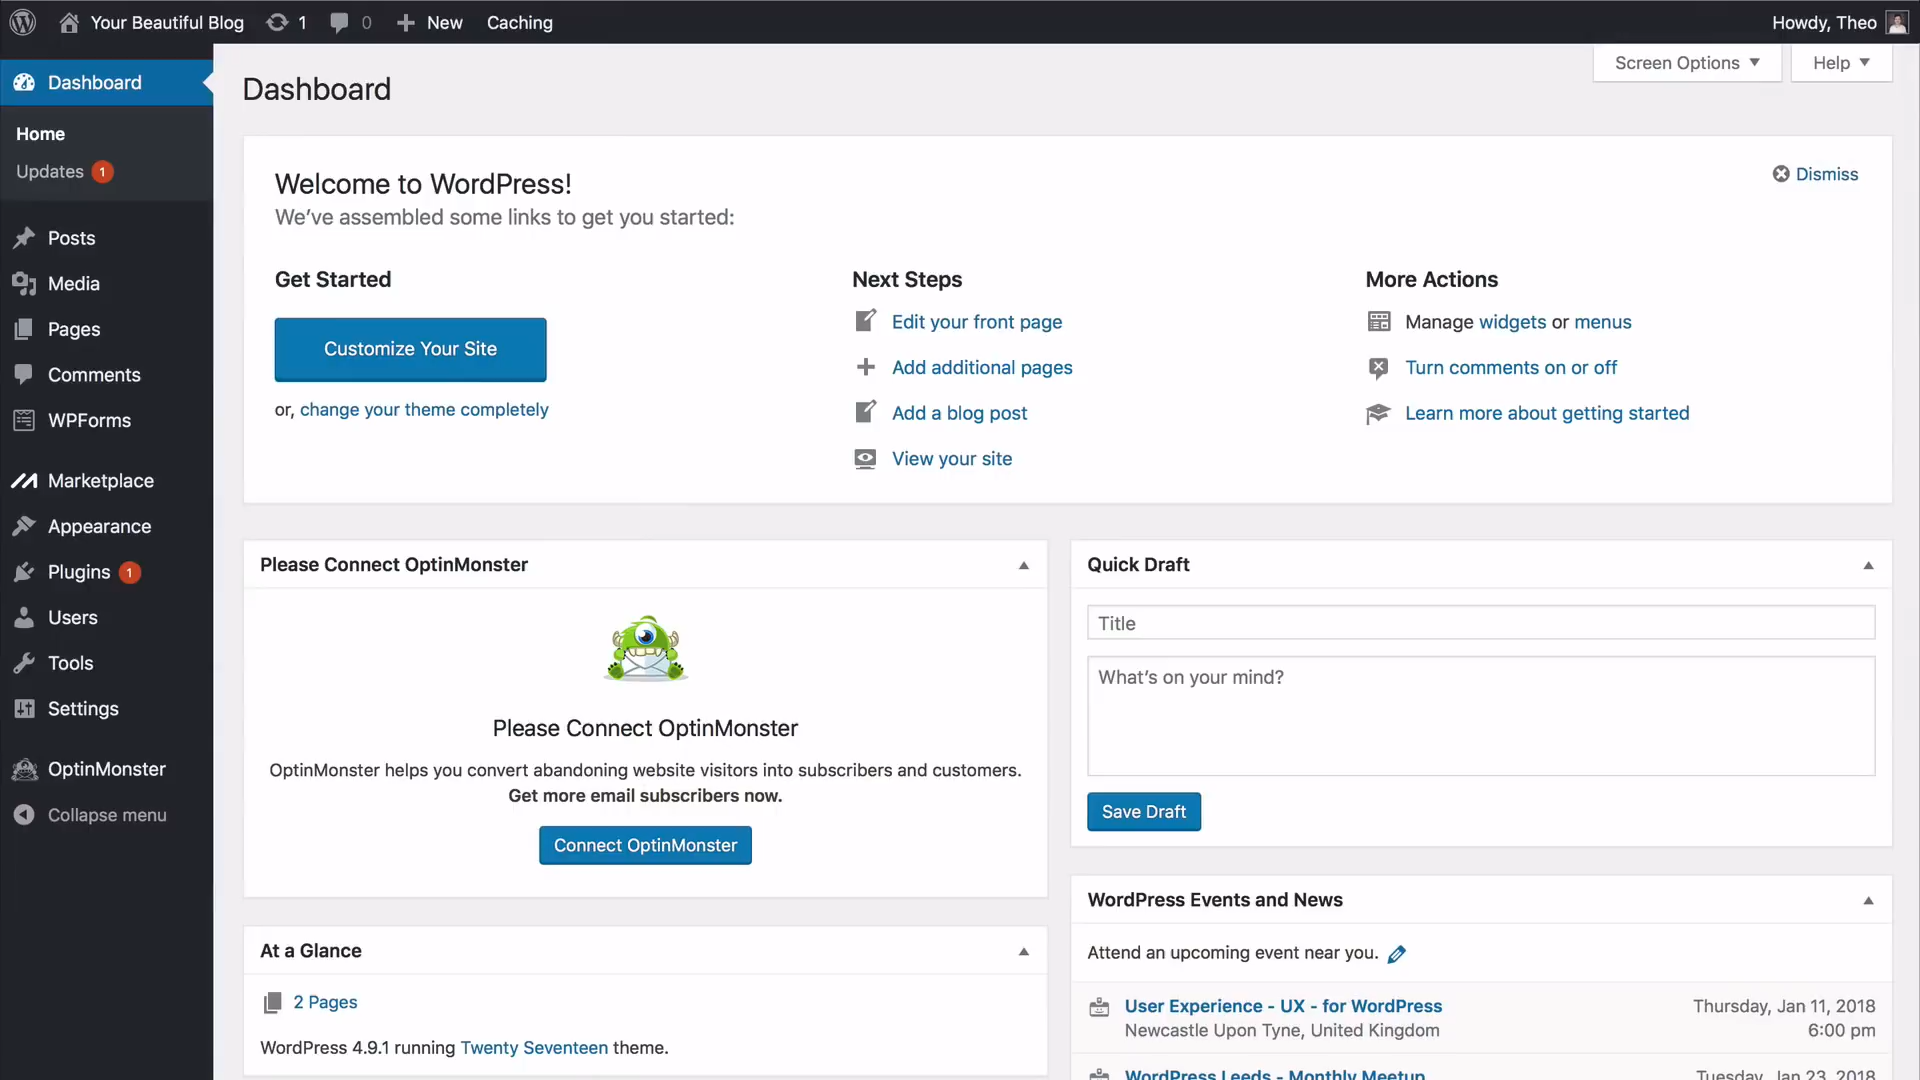 Your Beautiful Blog 1 0 New Caching Howdy, Theo
Screen Options Help
Dashboard
Home
Updates 1
Posts
Media
Pages
Comments
WPForms
Marketplace
Appearance
Plugins 1
Users
Tools
Settings
OptinMonster
Collapse menu
Dashboard
Welcome to WordPress!
We've assembled some links to get you started:
Dismiss
Get Started
Customize Your Site
or, change your theme completely
Next Steps
Edit your front page
Add additional pages
Add a blog post
View your site
More Actions
Manage widgets or menus
Turn comments on or off
Learn more about getting started
Please Connect OptinMonster
Please Connect OptinMonster
OptinMonster helps you convert abandoning website visitors into subscribers and customers.
Get more email subscribers now.
Connect OptinMonster
At a Glance
2 Pages
WordPress 4.9.1 running Twenty Seventeen theme.
Quick Draft
Title
What's on your mind?
Save Draft
WordPress Events and News
Attend an upcoming event near you.
User Experience - UX - for WordPress Thursday, Jan 11, 2018
Newcastle Upon Tyne, United Kingdom 6:00 pm
WordPress Leeds - Monthly Meetup Tuesday, Jan 23, 2018